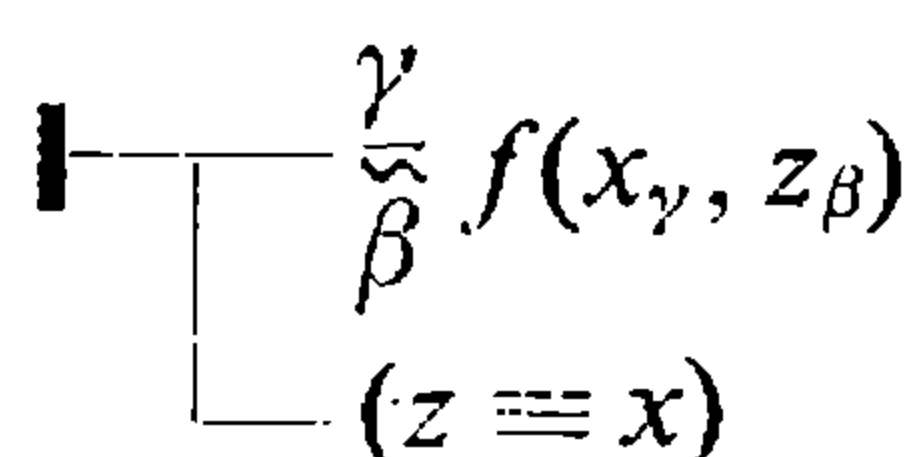 γ
β f(x_γ, z_β)
(z ≡ x)